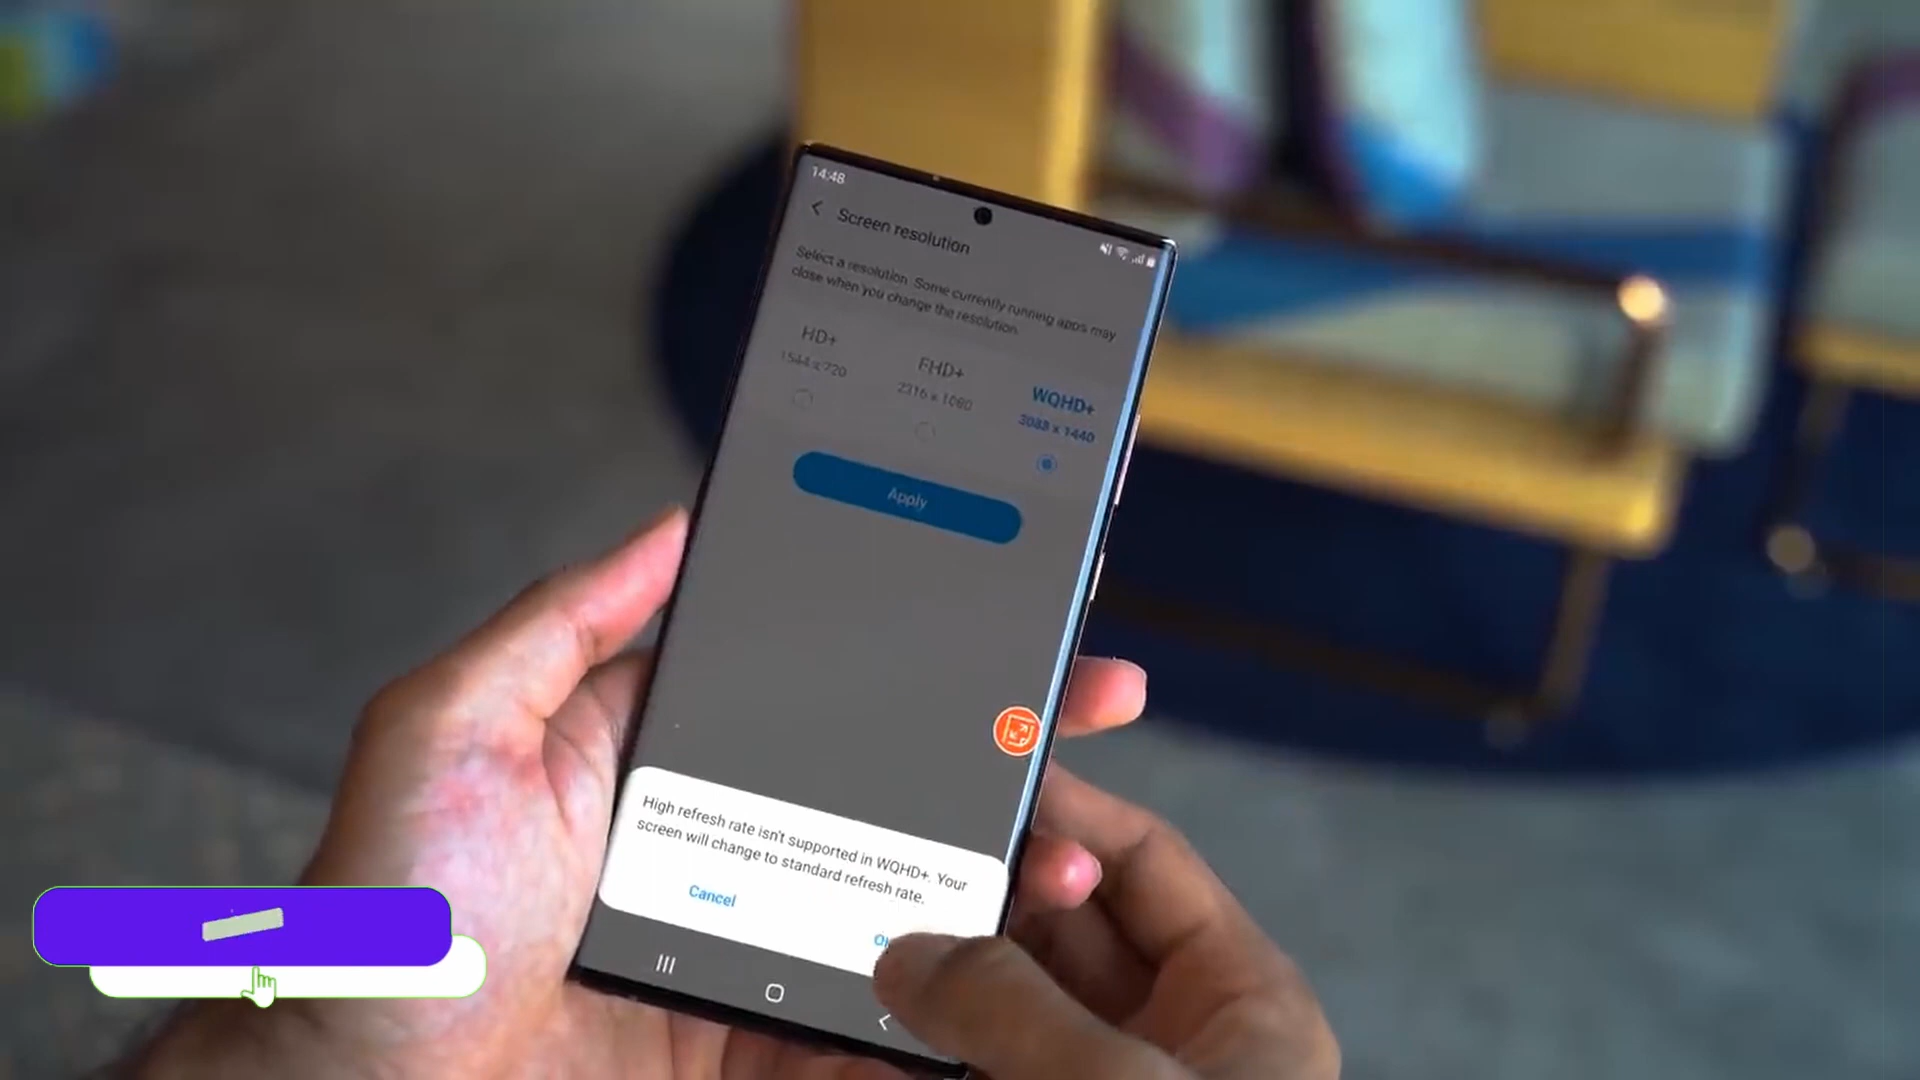 14:48
Screen resolution
Select a resolution. Some currently running apps may
close when you change the resolution.
HD+
1544 x 720
FHD+
2316 x 1080
WQHD+
3088 x 1440
Apply
High refresh rate isn't supported in WQHD+. Your
screen will change to standard refresh rate.
Cancel